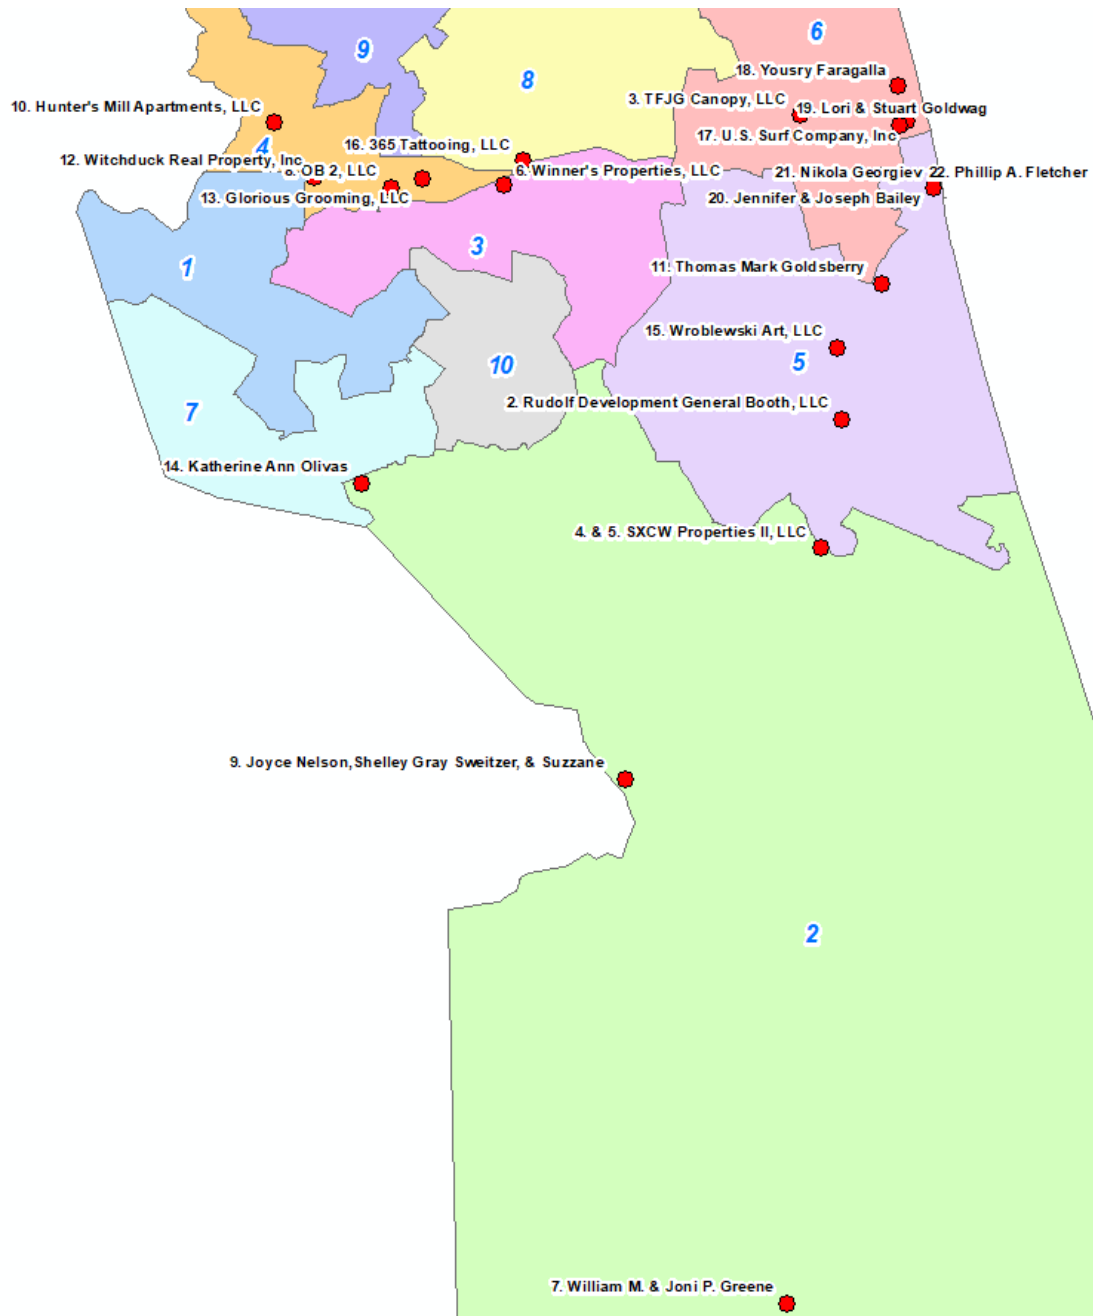 6
9
8
18. Yousry Faragalla
3. TFJG Canopy, LLC
10. Hunter's Mill Apartments, LLC
19. Lori & Stuart Goldwag
17. U.S. Surf Company, Inc
4
16. 365 Tattooing, LLC
12. Witchduck Real Property, Inc
8. OB 2, LLC
6. Winner's Properties, LLC
21. Nikola Georgiev
22. Phillip A. Fletcher
13. Glorious Grooming, LLC
20. Jennifer & Joseph Bailey
3
1
11. Thomas Mark Goldsberry
15. Wroblewski Art, LLC
10
5
2. Rudolf Development General Booth, LLC
7
14. Katherine Ann Olivas
4. & 5. SXCW Properties II, LLC
9. Joyce Nelson,Shelley Gray Sweitzer, & Suzzane
2
7. William M. & Joni P. Greene